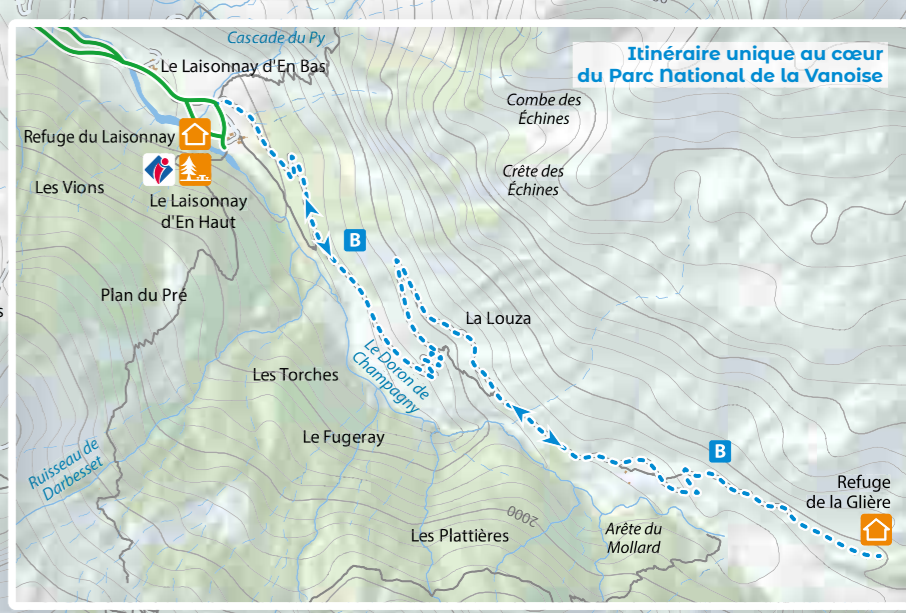 Cascade du Py
Itinéraire unique au cœur
du Parc National de la Vanoise
Le Laisonnay d'En Bas
Combe des
Échines
Refuge du Laisonnay
Crête des
Échines
Les Vions
Le Laisonnay
d'En Haut
B
Plan du Pré
La Louza
Le Doron de
Champagny
Les Torches
Le Fugeray
B
Ruisseau de
Darbesset
Refuge
de la Glière
2000
Les Plattières
Arête du
Mollard